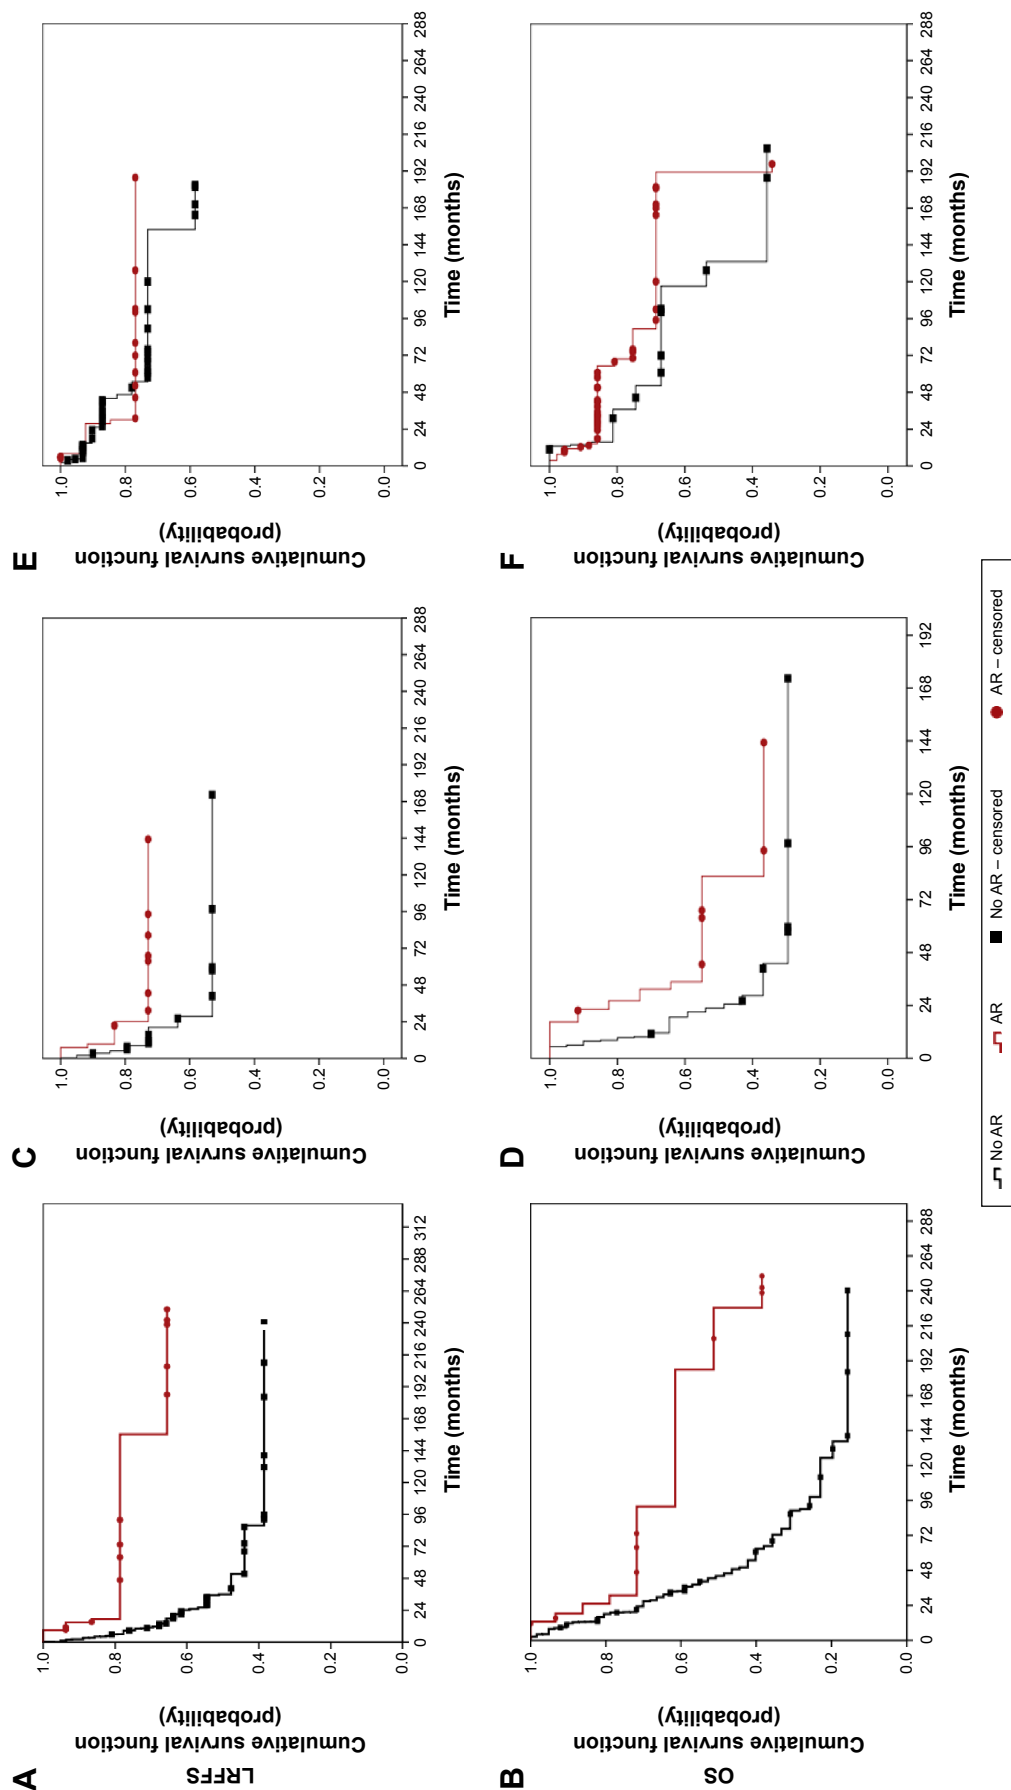 A
LRFFS
Cumulative survival function
(probability)
1.0
0.8
0.6
0.4
0.2
0.0
0 24 48 72 96 120 144 168 192 216 240 264 288 312
Time (months)
C
Cumulative survival function
(probability)
1.0
0.8
0.6
0.4
0.2
0.0
0 24 48 72 96 120 144 168 192 216 240 264 288
Time (months)
E
Cumulative survival function
(probability)
1.0
0.8
0.6
0.4
0.2
0.0
0 24 48 72 96 120 144 168 192 216 240 264 288
Time (months)
B
OS
Cumulative survival function
(probability)
1.0
0.8
0.6
0.4
0.2
0.0
0 24 48 72 96 120 144 168 192 216 240 264 288
Time (months)
D
Cumulative survival function
(probability)
1.0
0.8
0.6
0.4
0.2
0.0
0 24 48 72 96 120 144 168 192
Time (months)
F
Cumulative survival function
(probability)
1.0
0.8
0.6
0.4
0.2
0.0
0 24 48 72 96 120 144 168 192 216 240 264 288
Time (months)
No AR AR No AR – censored AR – censored